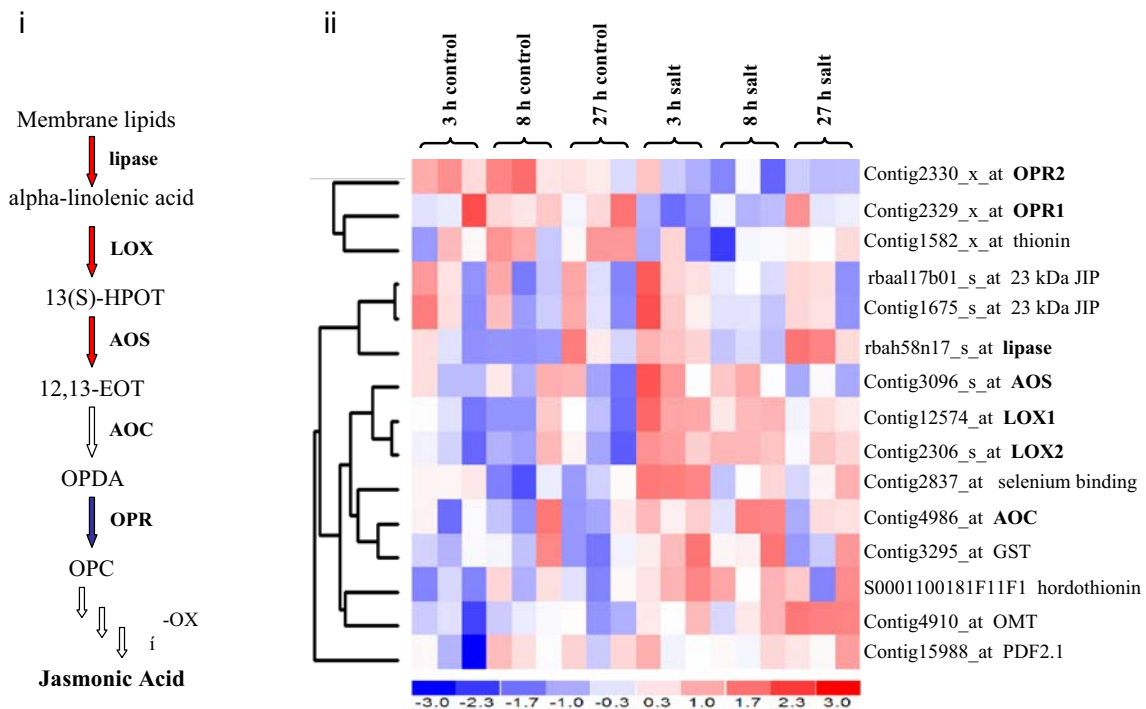 i
Membrane lipids
lipase
alpha-linolenic acid
LOX
13(S)-HPOT
AOS
12,13-EOT
AOC
OPDA
OPR
OPC
-OX
í
Jasmonic Acid
ii
3 h control
8 h control
27 h control
3 h salt
8 h salt
27 h salt
Contig2330_x_at OPR2
Contig2329_x_at OPR1
Contig1582_x_at thionin
rbaal17b01_s_at 23 kDa JIP
Contig1675_s_at 23 kDa JIP
rbah58n17_s_at lipase
Contig3096_s_at AOS
Contig12574_at LOX1
Contig2306_s_at LOX2
Contig2837_at selenium binding
Contig4986_at AOC
Contig3295_at GST
S0001100181F11F1 hordothionin
Contig4910_at OMT
Contig15988_at PDF2.1
-3.0 -2.3 -1.7 -1.0 -0.3 0.3 1.0 1.7 2.3 3.0